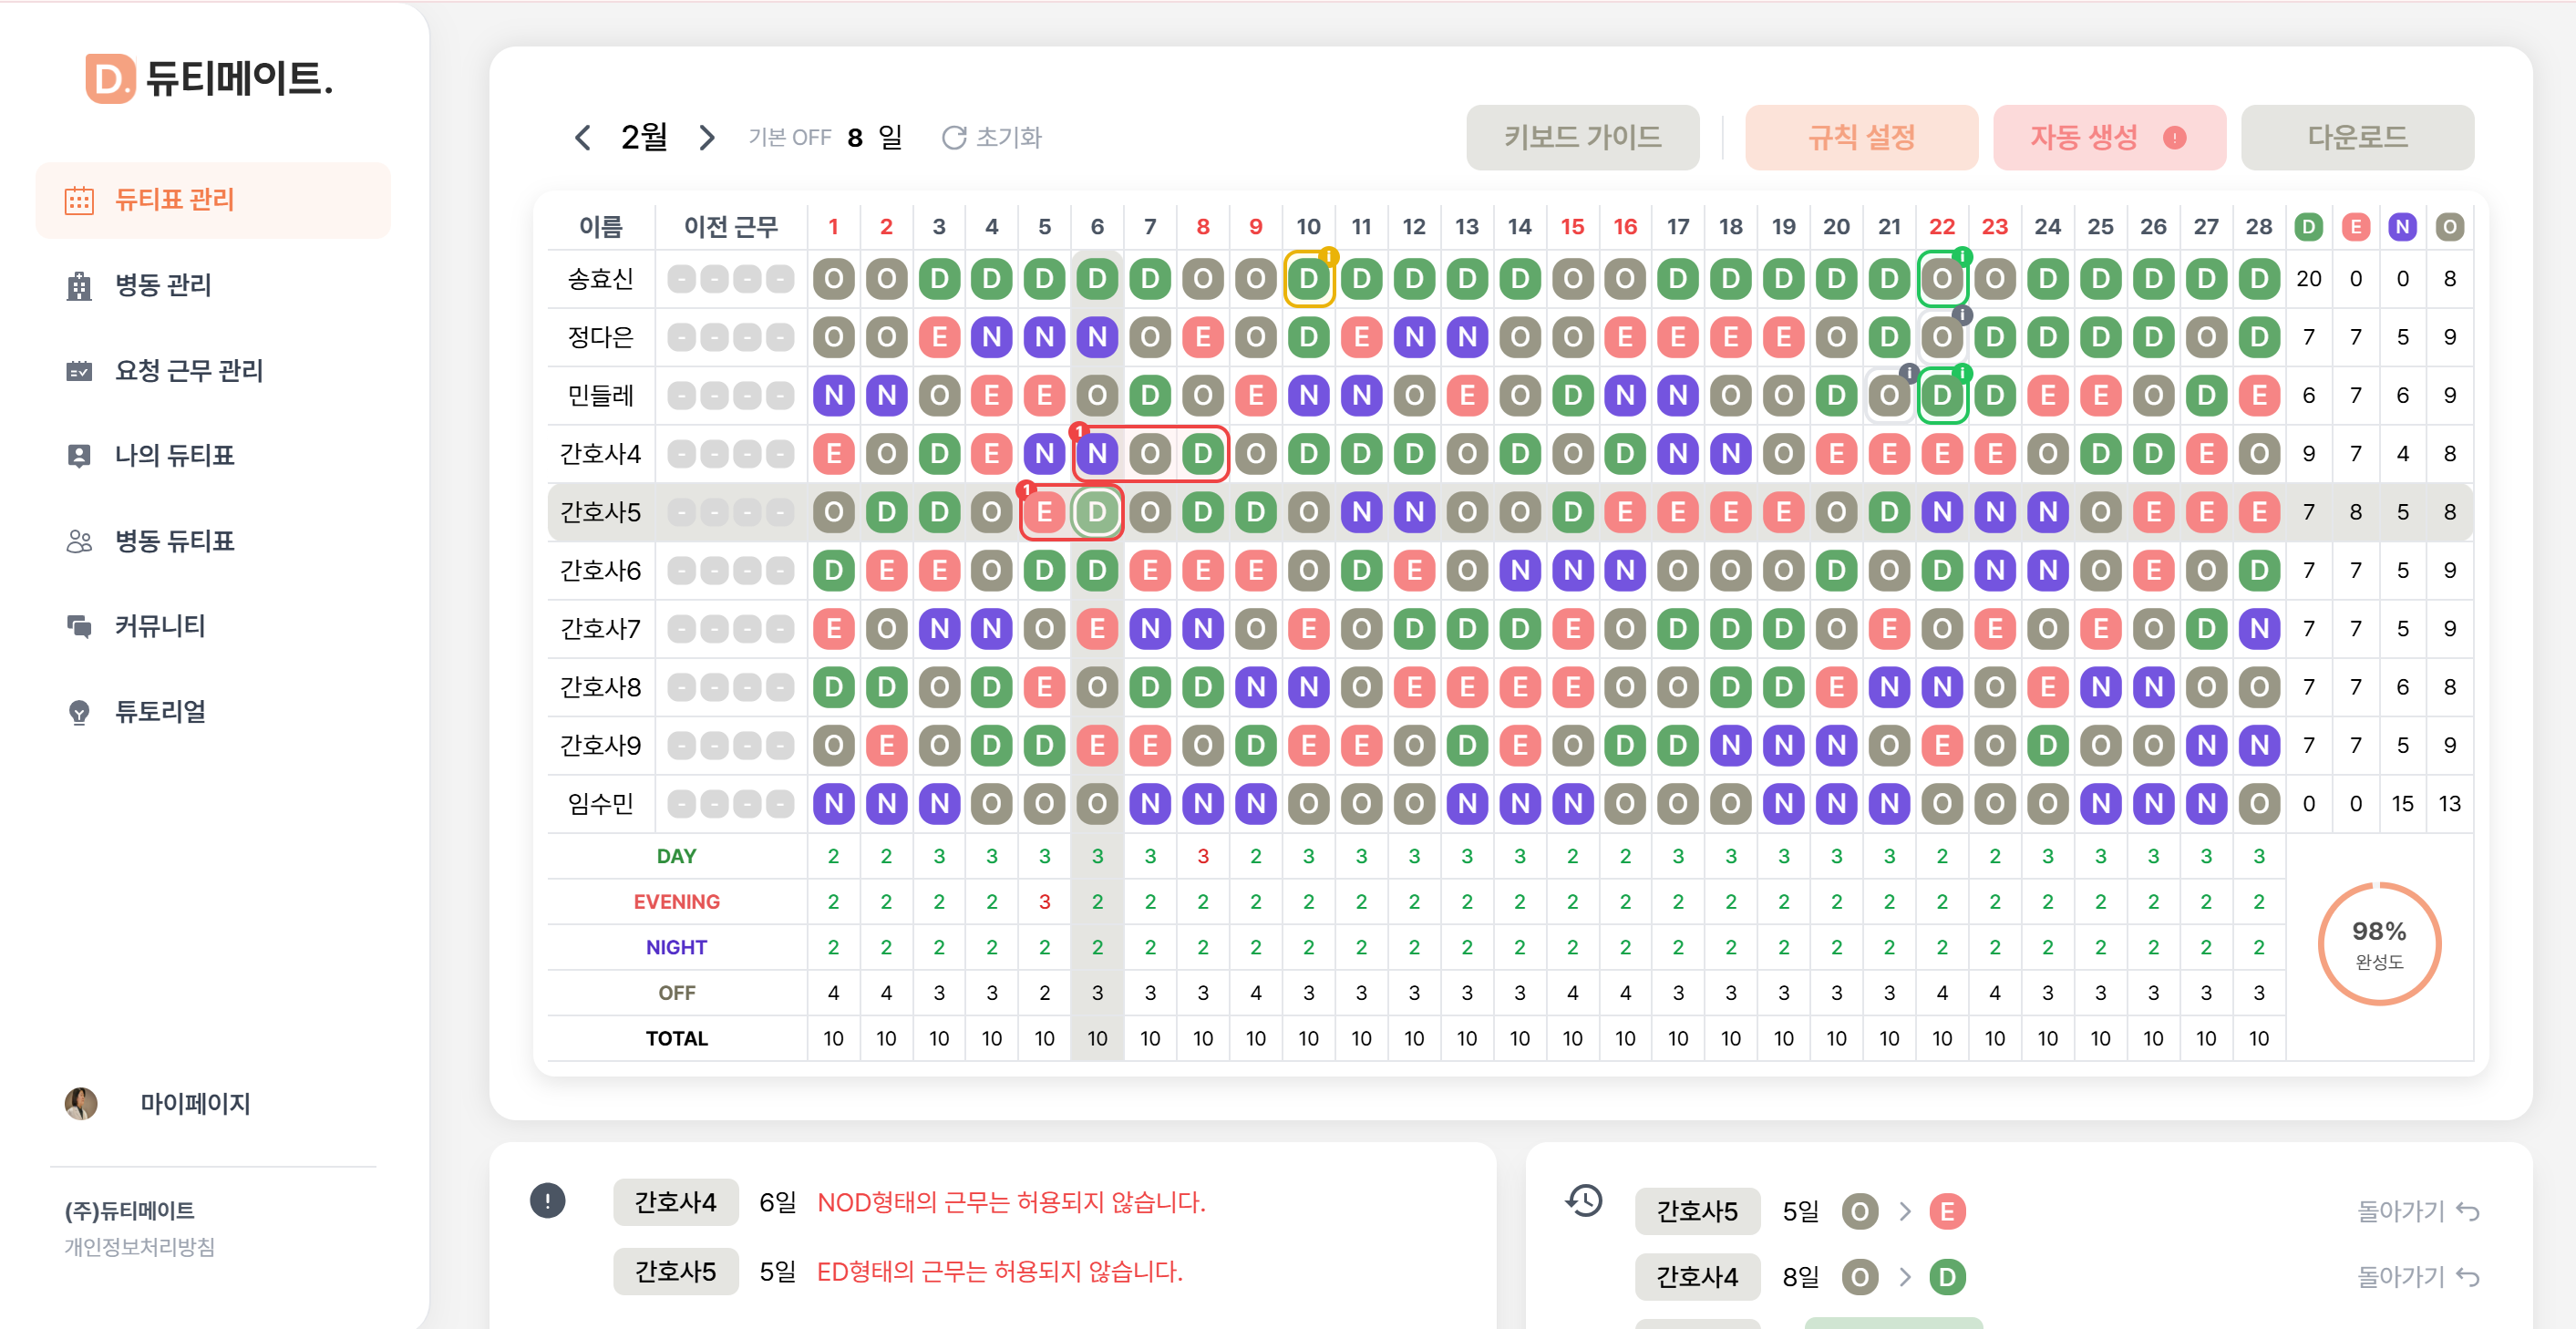 D. 듀티메이트.
듀티표 관리
병동 관리
요청 근무 관리
나의 듀티표
병동 듀티표
커뮤니티
튜토리얼
마이페이지
(주)듀티메이트
개인정보처리방침
2월 기본 OFF 8 일 초기화 키보드 가이드 규칙 설정 자동 생성 ! 다운로드
이름 이전 근무 1 2 3 4 5 6 7 8 9 10 11 12 13 14 15 16 17 18 19 20 21 22 23 24 25 26 27 28 D E N O
송효신 - - - - O O D D D D D O O D D D D D O O D D D D D O O D D D D D 20 0 0 8
정다은 - - - - O O E N N N O E O D E N N O O E E E E O D O D D D D O D 7 7 5 9
민들레 - - - - N N O E E O D O E N N O E O D N N O O D O D D E E O D E 6 7 6 9
간호사4 - - - - E O D E N N O D O D D D O D O D N N O E E E E O D D E O 9 7 4 8
간호사5 - - - - O D D O E D O D D O N N O O D E E E E O D N N N O E E E 7 8 5 8
간호사6 - - - - D E E O D D E E E O D E O N N N O O O D O D N N O E O D 7 7 5 9
간호사7 - - - - E O N N O E N N O E O D D D E O D D D O E O E O E O D N 7 7 5 9
간호사8 - - - - D D O D E O D D N N O E E E E O O D D E N N O E N N O O 7 7 6 8
간호사9 - - - - O E O D D E E O D E E O D E O D D N N N O E O D O O N N 7 7 5 9
임수민 - - - - N N N O O O N N N O O O N N N O O O N N N O O O N N N O 0 0 15 13
DAY 2 2 3 3 3 3 3 3 2 3 3 3 3 3 2 2 3 3 3 3 3 2 2 3 3 3 3 3
EVENING 2 2 2 2 3 2 2 2 2 2 2 2 2 2 2 2 2 2 2 2 2 2 2 2 2 2 2 2
NIGHT 2 2 2 2 2 2 2 2 2 2 2 2 2 2 2 2 2 2 2 2 2 2 2 2 2 2 2 2
OFF 4 4 3 3 2 3 3 3 4 3 3 3 3 3 4 4 3 3 3 3 3 4 4 3 3 3 3 3
TOTAL 10 10 10 10 10 10 10 10 10 10 10 10 10 10 10 10 10 10 10 10 10 10 10 10 10 10 10 10
98%
완성도
간호사4 6일 NOD형태의 근무는 허용되지 않습니다.
간호사5 5일 ED형태의 근무는 허용되지 않습니다.
간호사5 5일 O > E 돌아가기
간호사4 8일 O > D 돌아가기